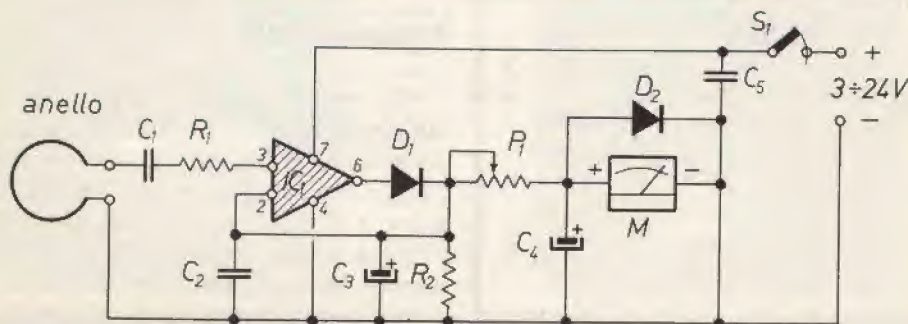 S1
+
3÷24V
−
C5
D2
anello
C1
R1
3
7
IC1
6
2
4
D1
P1
+
−
M
C2
C3
+
R2
C4
+